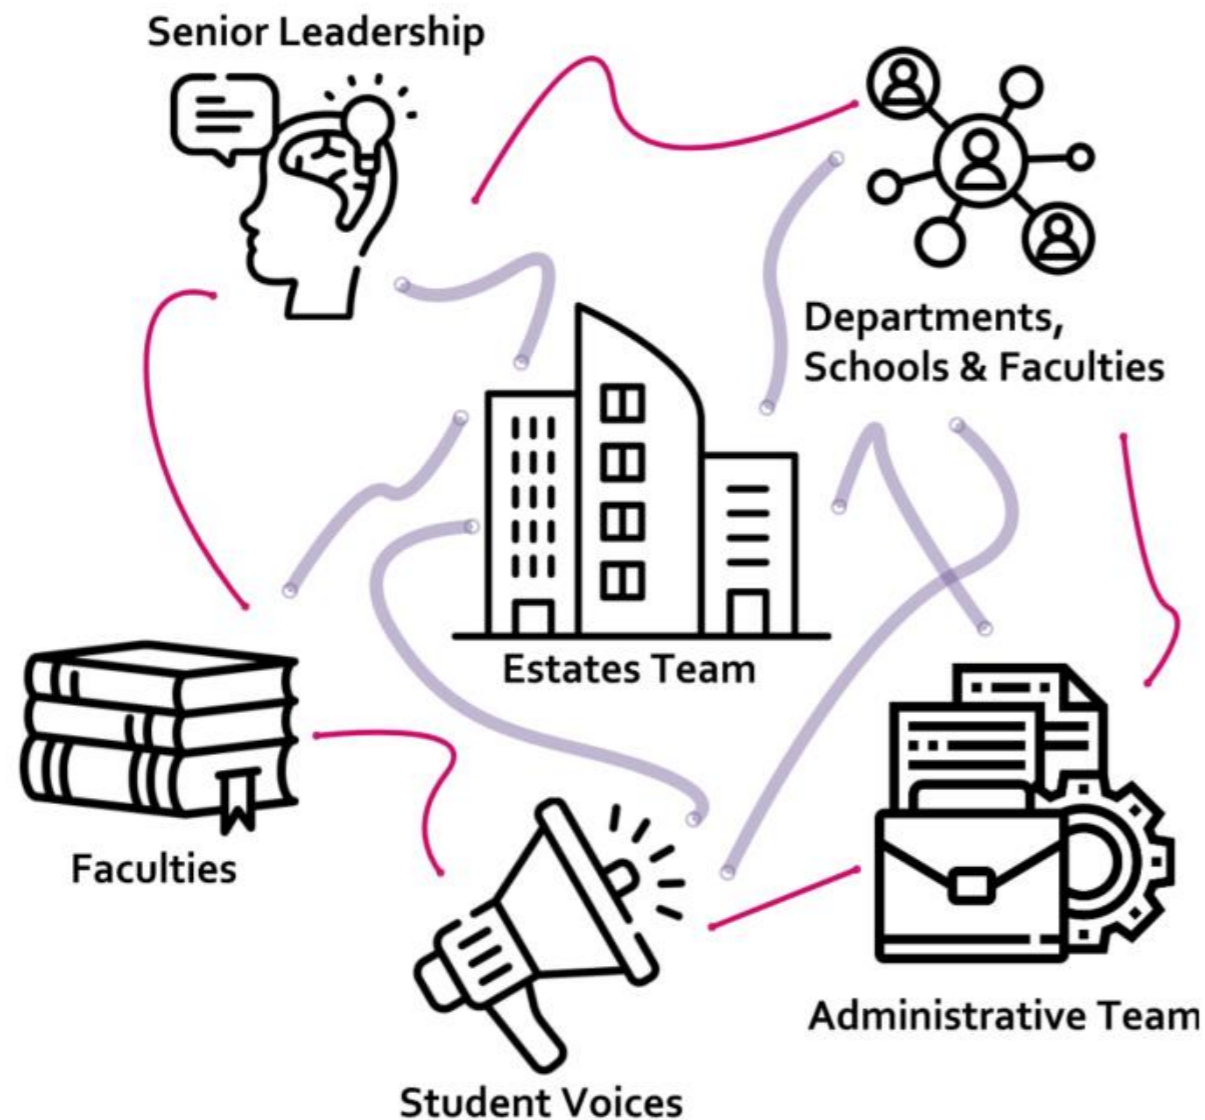 Senior Leadership
Departments,
Schools & Faculties
Estates Team
Faculties
Administrative Team
Student Voices